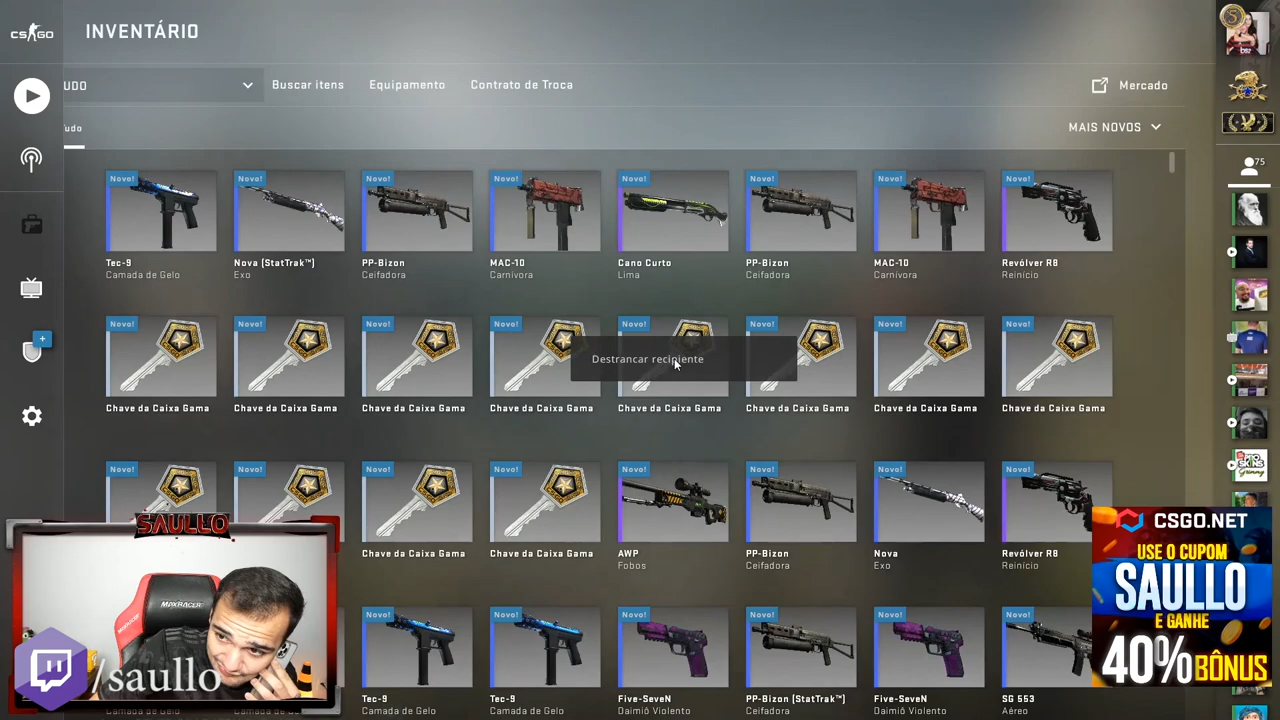 CS GO
INVENTÁRIO
UDO
Buscar itens
Equipamento
Contrato de Troca
Mercado
udo
MAIS NOVOS
75
Novo! Novo! Novo! Novo! Novo! Novo! Novo! Novo!
Tec-9 Nova (StatTrak™) PP-Bizon MAC-10 Cano Curto PP-Bizon MAC-10 Revólver R8
Camada de Gelo Exo Ceifadora Carnívora Lima Ceifadora Carnívora Reinício
Novo! Novo! Novo! Novo! Novo! Novo! Novo! Novo!
Destrancar recipiente
Chave da Caixa Gama Chave da Caixa Gama Chave da Caixa Gama Chave da Caixa Gama Chave da Caixa Gama Chave da Caixa Gama Chave da Caixa Gama Chave da Caixa Gama
Novo! Novo! Novo! Novo! Novo! Novo! Novo! Novo!
Chave da Caixa Gama Chave da Caixa Gama AWP PP-Bizon Nova Revólver R8
Fobos Ceifadora Exo Reinício
Novo! Novo! Novo! Novo! Novo! Novo!
Tec-9 Tec-9 Five-SeveN PP-Bizon (StatTrak™) Five-SeveN SG 553
Camada de Gelo Camada de Gelo Camada de Gelo Camada de Gelo Daimiô Violento Ceifadora Daimiô Violento Aéreo
SAULLO
MAXRACER
/saullo
CSGO.NET
USE O CUPOM
SAULLO
E GANHE
40% BÔNUS